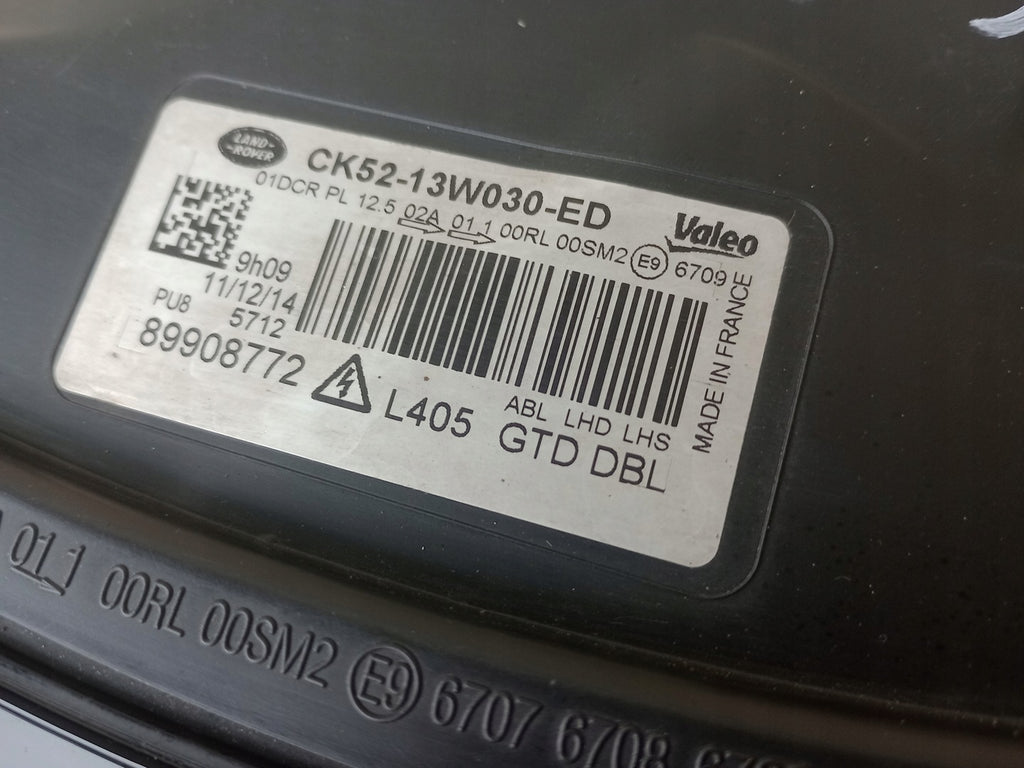 LAND-
-ROVER
CK52-13W030-ED
01DCR PL 12.5 02A 01 1 00RL 00SM2 E9 6709
Valeo
MADE IN FRANCE
9h09
11/12/14
PU8 5712
89908772
L405
ABL LHD LHS
GTD DBL
01 1 00RL 00SM2 E9 6707 6708